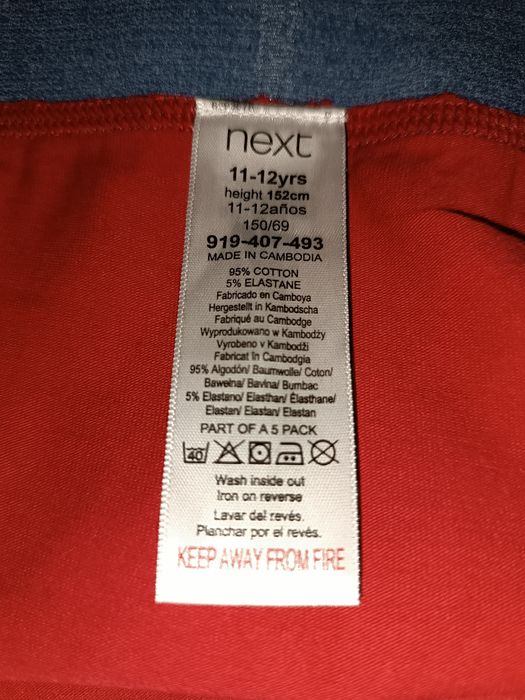 next
11-12yrs
height 152cm
11-12años
150/69
919-407-493
MADE IN CAMBODIA
95% COTTON
5% ELASTANE
Fabricado en Camboya
Hergestellt in Kambodscha
Fabriqué au Cambodge
Wyprodukowano w Kambodży
Vyrobeno v Kambodži
Fabricat în Cambodgia
95% Algodón/ Baumwolle/ Coton/
Bawełna/ Bavlna/ Bumbac
5% Elastano/ Elasthan/ Élasthane/
Elastan/ Elastan/ Elastan
PART OF A 5 PACK
40
Wash inside out
Iron on reverse
Lavar del revés.
Planchar por el revés.
KEEP AWAY FROM FIRE